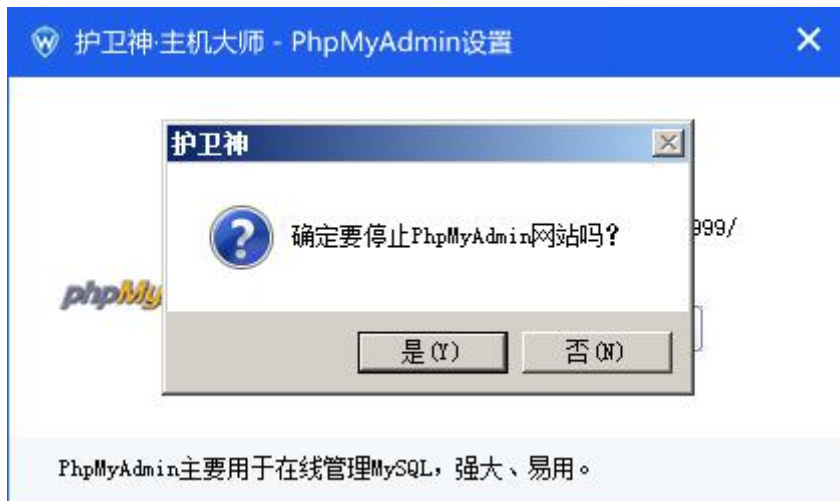 护卫神·主机大师 - PhpMyAdmin设置
护卫神
确定要停止PhpMyAdmin网站吗?
999/
phpMy
是(Y)
否(N)
PhpMyAdmin主要用于在线管理MySQL，强大、易用。